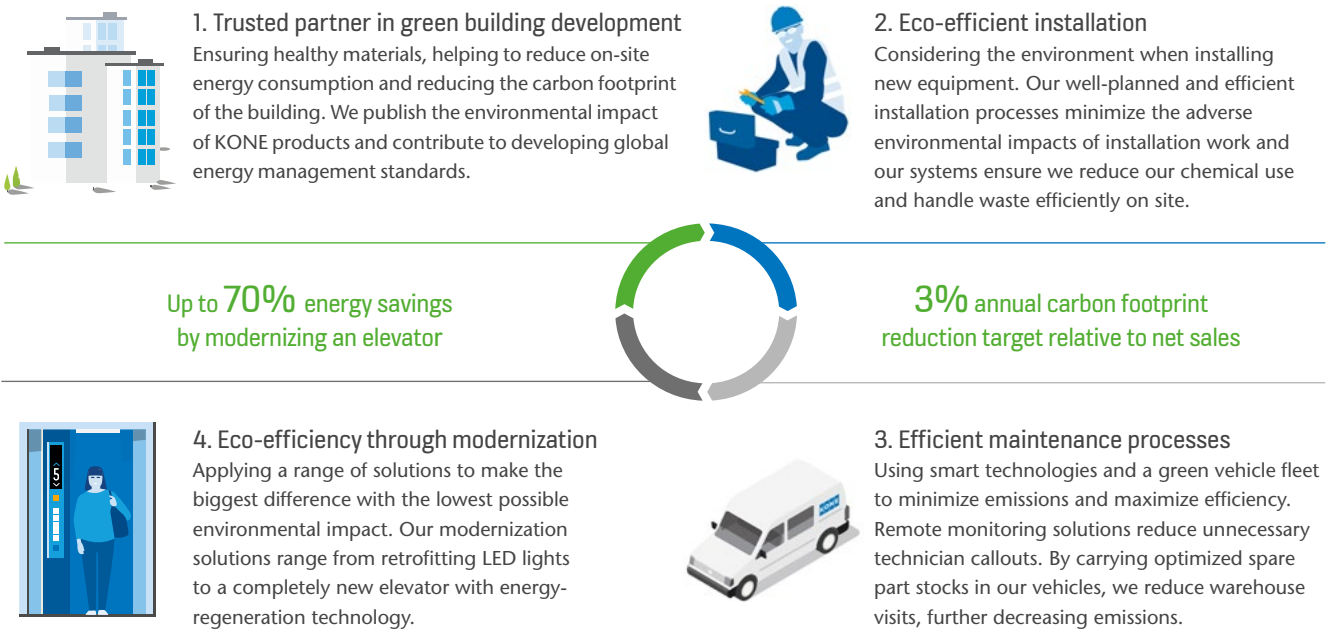 1. Trusted partner in green building development
Ensuring healthy materials, helping to reduce on-site
energy consumption and reducing the carbon footprint
of the building. We publish the environmental impact
of KONE products and contribute to developing global
energy management standards.
2. Eco-efficient installation
Considering the environment when installing
new equipment. Our well-planned and efficient
installation processes minimize the adverse
environmental impacts of installation work and
our systems ensure we reduce our chemical use
and handle waste efficiently on site.
Up to 70% energy savings
by modernizing an elevator
3% annual carbon footprint
reduction target relative to net sales
5
4. Eco-efficiency through modernization
Applying a range of solutions to make the
biggest difference with the lowest possible
environmental impact. Our modernization
solutions range from retrofitting LED lights
to a completely new elevator with energy-
regeneration technology.
KONE
3. Efficient maintenance processes
Using smart technologies and a green vehicle fleet
to minimize emissions and maximize efficiency.
Remote monitoring solutions reduce unnecessary
technician callouts. By carrying optimized spare
part stocks in our vehicles, we reduce warehouse
visits, further decreasing emissions.